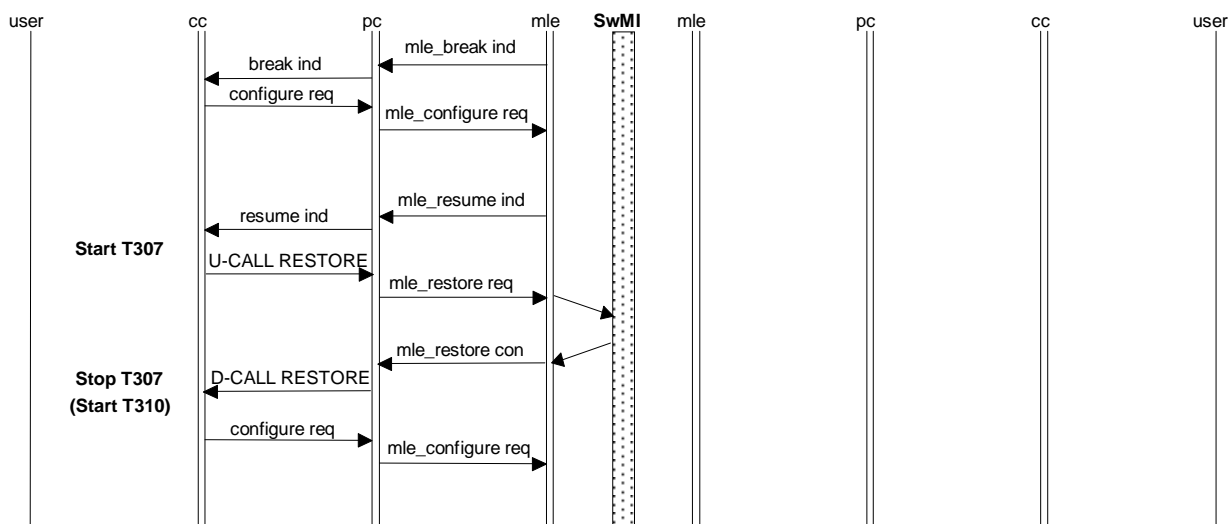 user cc pc mle SwMI mle pc cc user
mle_break ind
break ind
configure req
mle_configure req
mle_resume ind
resume ind
Start T307
U-CALL RESTORE
mle_restore req
mle_restore con
Stop T307 D-CALL RESTORE
(Start T310)
configure req
mle_configure req